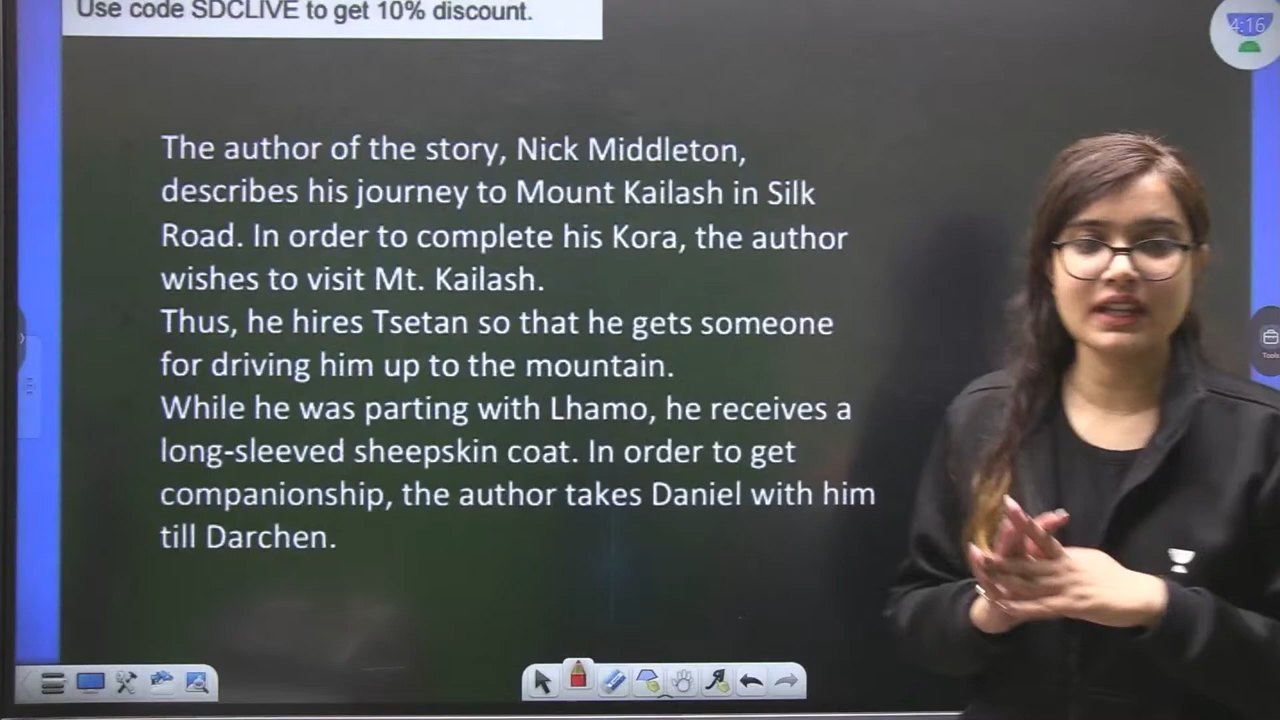 Use code SDCLIVE to get 10% discount.
4:16
The author of the story, Nick Middleton,
describes his journey to Mount Kailash in Silk
Road. In order to complete his Kora, the author
wishes to visit Mt. Kailash.
Thus, he hires Tsetan so that he gets someone
for driving him up to the mountain.
While he was parting with Lhamo, he receives a
long-sleeved sheepskin coat. In order to get
companionship, the author takes Daniel with him
till Darchen.
Tools